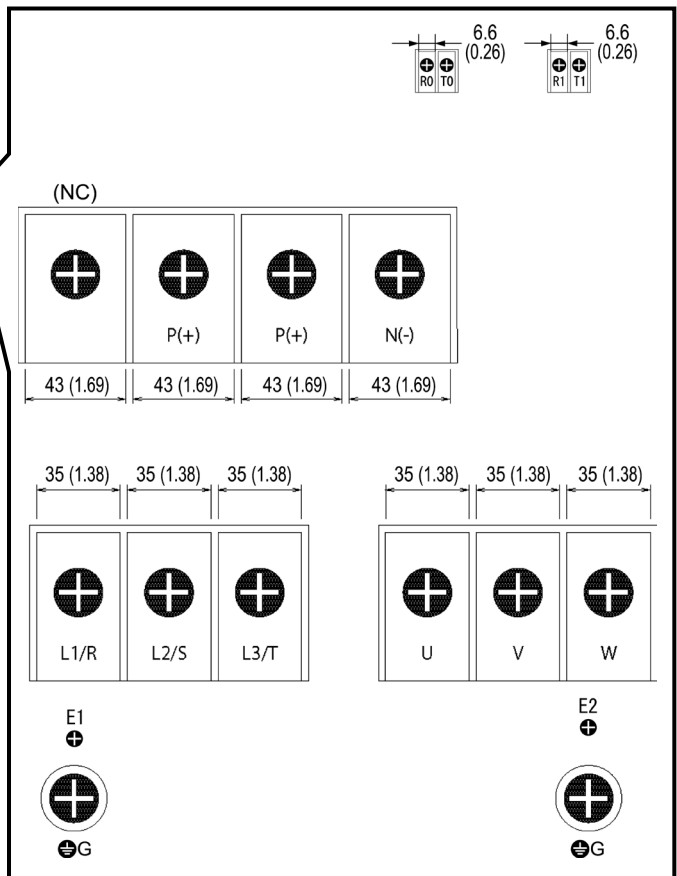 6.6 6.6
(0.26) (0.26)
R0 T0 R1 T1
(NC)
P(+) P(+) N(-)
43 (1.69) 43 (1.69) 43 (1.69) 43 (1.69)
35 (1.38) 35 (1.38) 35 (1.38) 35 (1.38) 35 (1.38) 35 (1.38)
L1/R L2/S L3/T U V W
E1 E2
G G